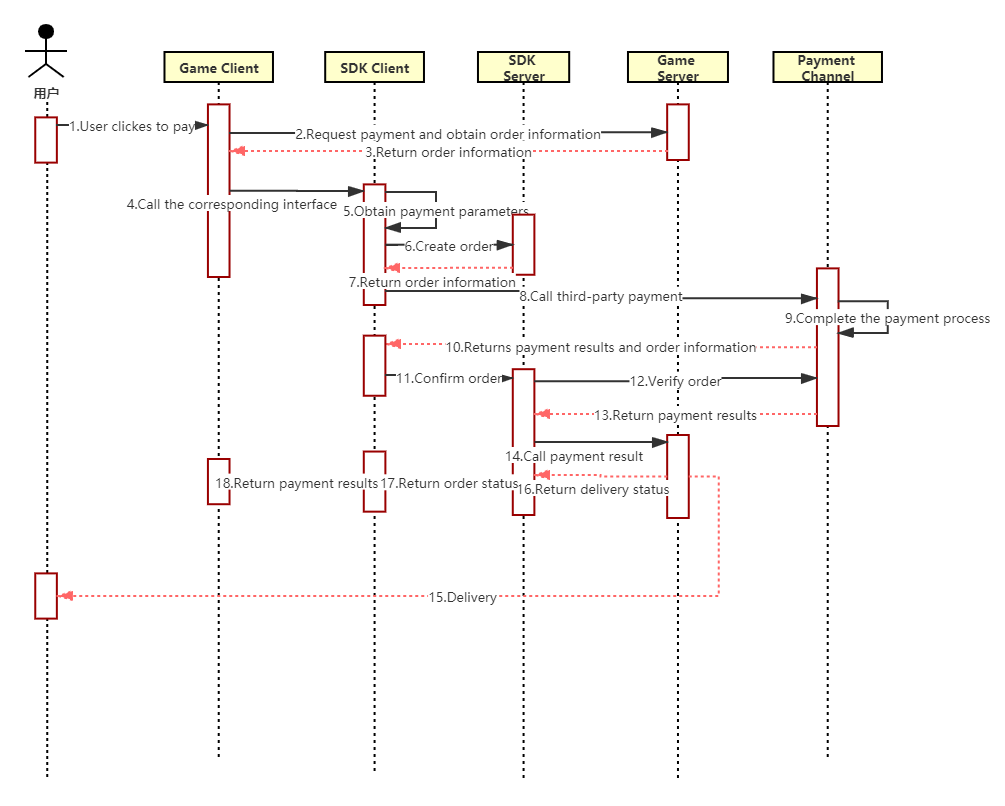 用户
Game Client
SDK Client
SDK
Server
Game
Server
Payment
Channel
1.User clickes to pay
2.Request payment and obtain order information
3.Return order information
4.Call the corresponding interface
5.Obtain payment parameters
6.Create order
7.Return order information
8.Call third-party payment
9.Complete the payment process
10.Returns payment results and order information
11.Confirm order
12.Verify order
13.Return payment results
14.Call payment result
18.Return payment results
17.Return order status
16.Return delivery status
15.Delivery